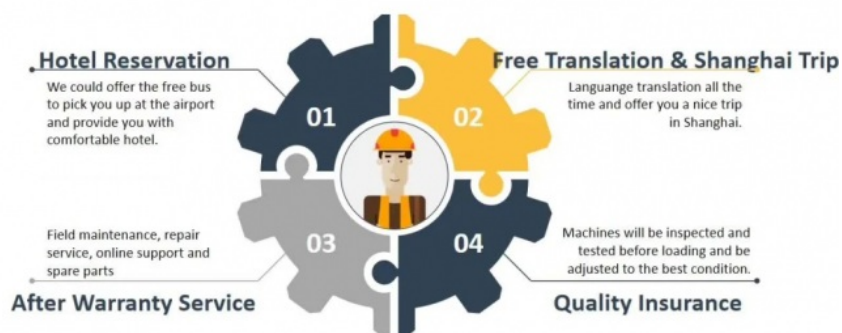 Hotel Reservation
We could offer the free bus
to pick you up at the airport
and provide you with
comfortable hotel.
01
Free Translation & Shanghai Trip
Languange translation all the
time and offer you a nice trip
in Shanghai.
02
Field maintenance, repair
service, online support and
spare parts
03
After Warranty Service
Machines will be inspected and
tested before loading and be
adjusted to the best condition.
04
Quality Insurance